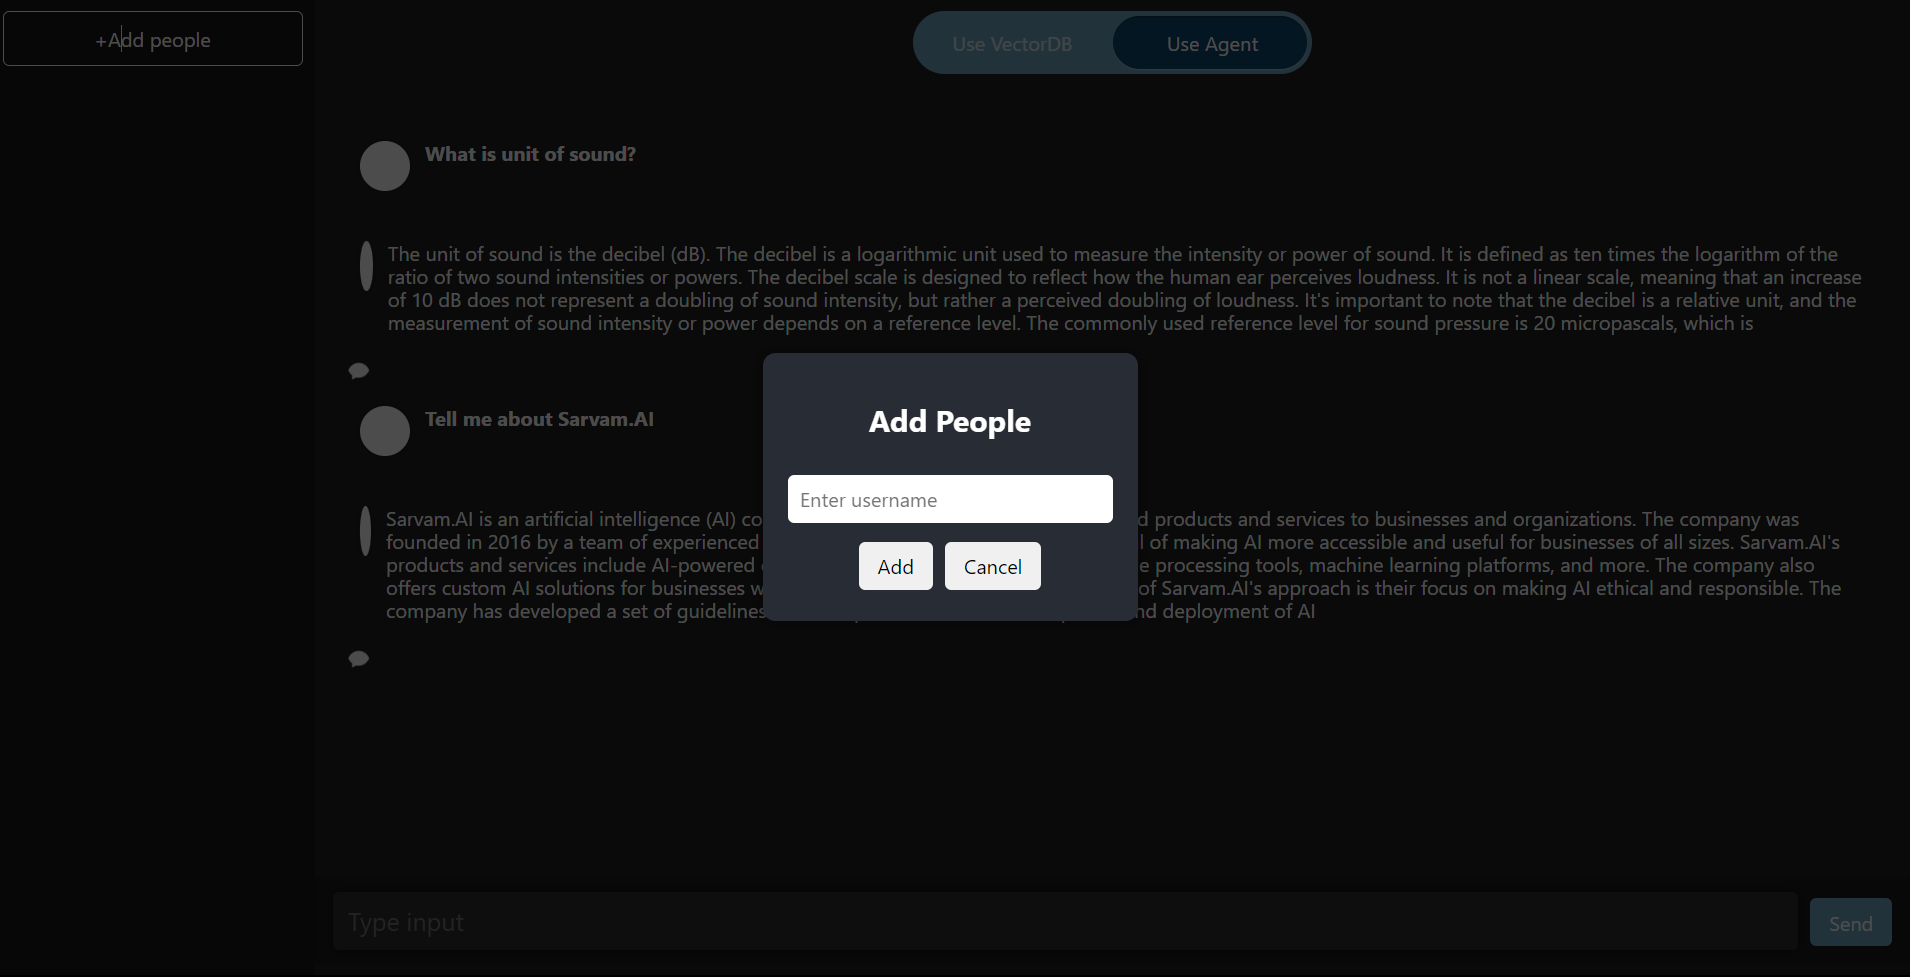 +Add people
Use VectorDB
Use Agent
What is unit of sound?
The unit of sound is the decibel (dB). The decibel is a logarithmic unit used to measure the intensity or power of sound. It is defined as ten times the logarithm of the
ratio of two sound intensities or powers. The decibel scale is designed to reflect how the human ear perceives loudness. It is not a linear scale, meaning that an increase
of 10 dB does not represent a doubling of sound intensity, but rather a perceived doubling of loudness. It's important to note that the decibel is a relative unit, and the
measurement of sound intensity or power depends on a reference level. The commonly used reference level for sound pressure is 20 micropascals, which is
Tell me about Sarvam.AI
Sarvam.AI is an artificial intelligence (AI) products and services to businesses and organizations. The company was
founded in 2016 by a team of experienced of making AI more accessible and useful for businesses of all sizes. Sarvam.AI's
products and services include AI-powered processing tools, machine learning platforms, and more. The company also
offers custom AI solutions for businesses of Sarvam.AI's approach is their focus on making AI ethical and responsible. The
company has developed a set of guidelines deployment of AI
Add People
Enter username
Add
Cancel
Type input
Send